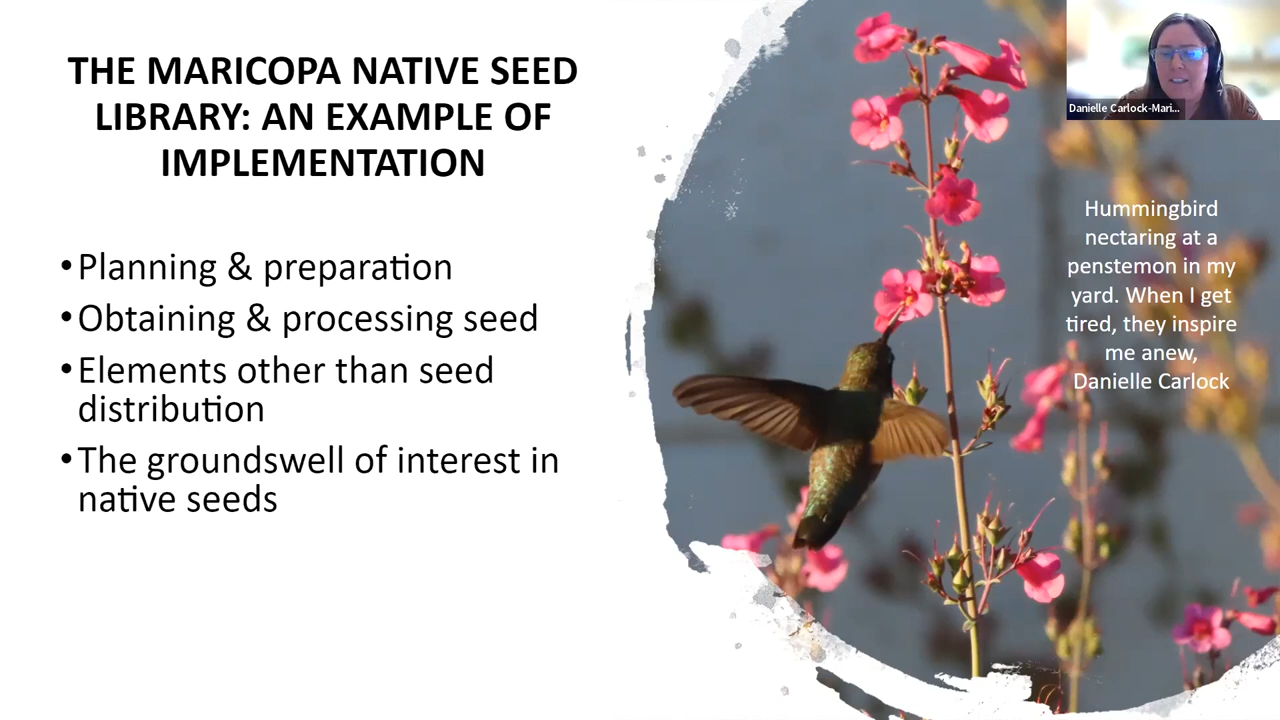 THE MARICOPA NATIVE SEED
LIBRARY: AN EXAMPLE OF
IMPLEMENTATION
•Planning & preparation
•Obtaining & processing seed
•Elements other than seed
distribution
•The groundswell of interest in
native seeds
Danielle Carlock-Mari...
Hummingbird
nectaring at a
penstemon in my
yard. When I get
tired, they inspire
me anew,
Danielle Carlock